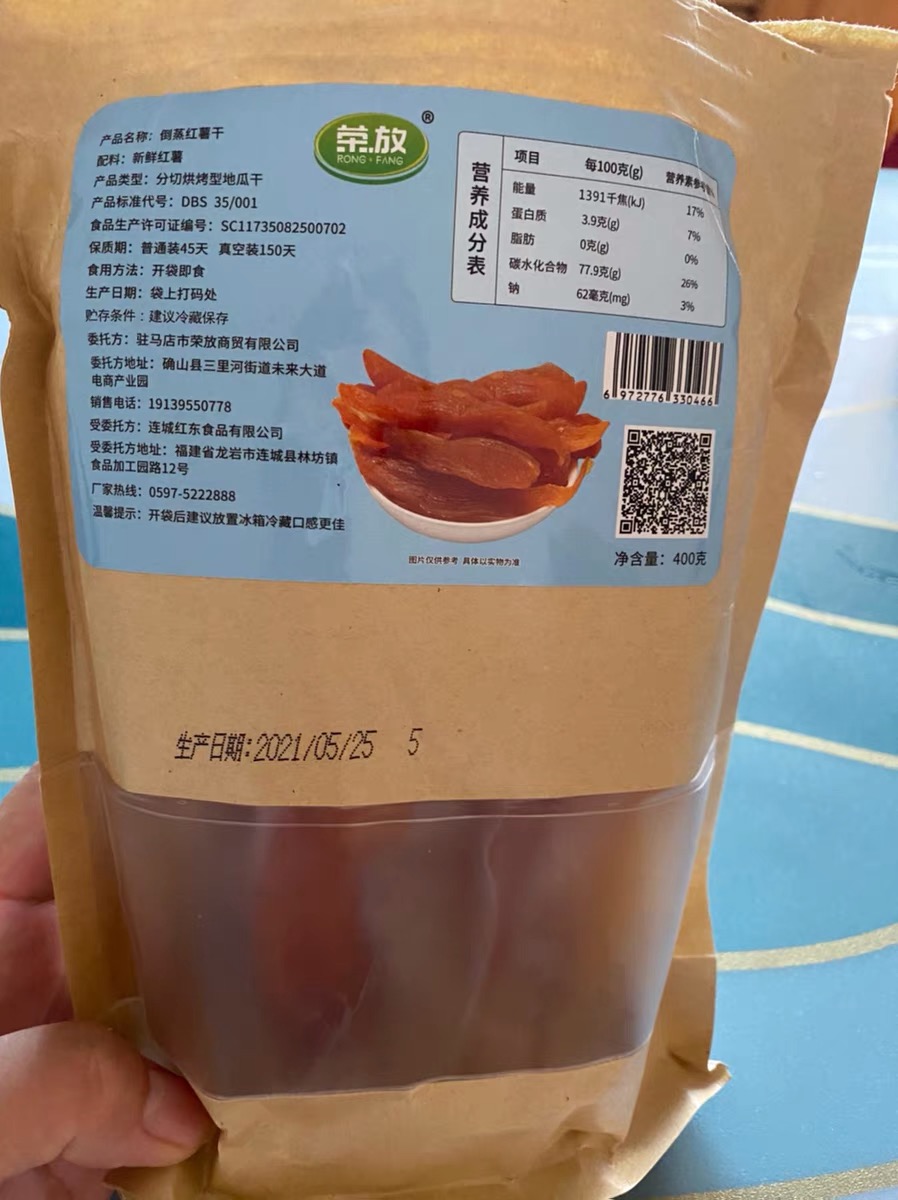 产品名称：倒蒸红薯干
配料：新鲜红薯
产品类型：分切烘烤型地瓜干
产品标准代号：DBS 35/001
食品生产许可证编号：SC11735082500702
保质期：普通装45天 真空装150天
食用方法：开袋即食
生产日期：袋上打码处
贮存条件：建议冷藏保存
委托方：驻马店市荣放商贸有限公司
委托方地址：确山县三里河街道未来大道
电商产业园
销售电话：19139550778
受委托方：连城红东食品有限公司
受委托方地址：福建省龙岩市连城县林坊镇
食品加工园路12号
厂家热线：0597-5222888
温馨提示：开袋后建议放置冰箱冷藏口感更佳
荣放®
RONG·FANG
营养成分表
项目 每100克(g) 营养素参考
能量 1391千焦(kJ) 17%
蛋白质 3.9克(g) 7%
脂肪 0克(g) 0%
碳水化合物 77.9克(g) 26%
钠 62毫克(mg) 3%
6 972776 330466
图片仅供参考 具体以实物为准
净含量：400克
生产日期:2021/05/25 5